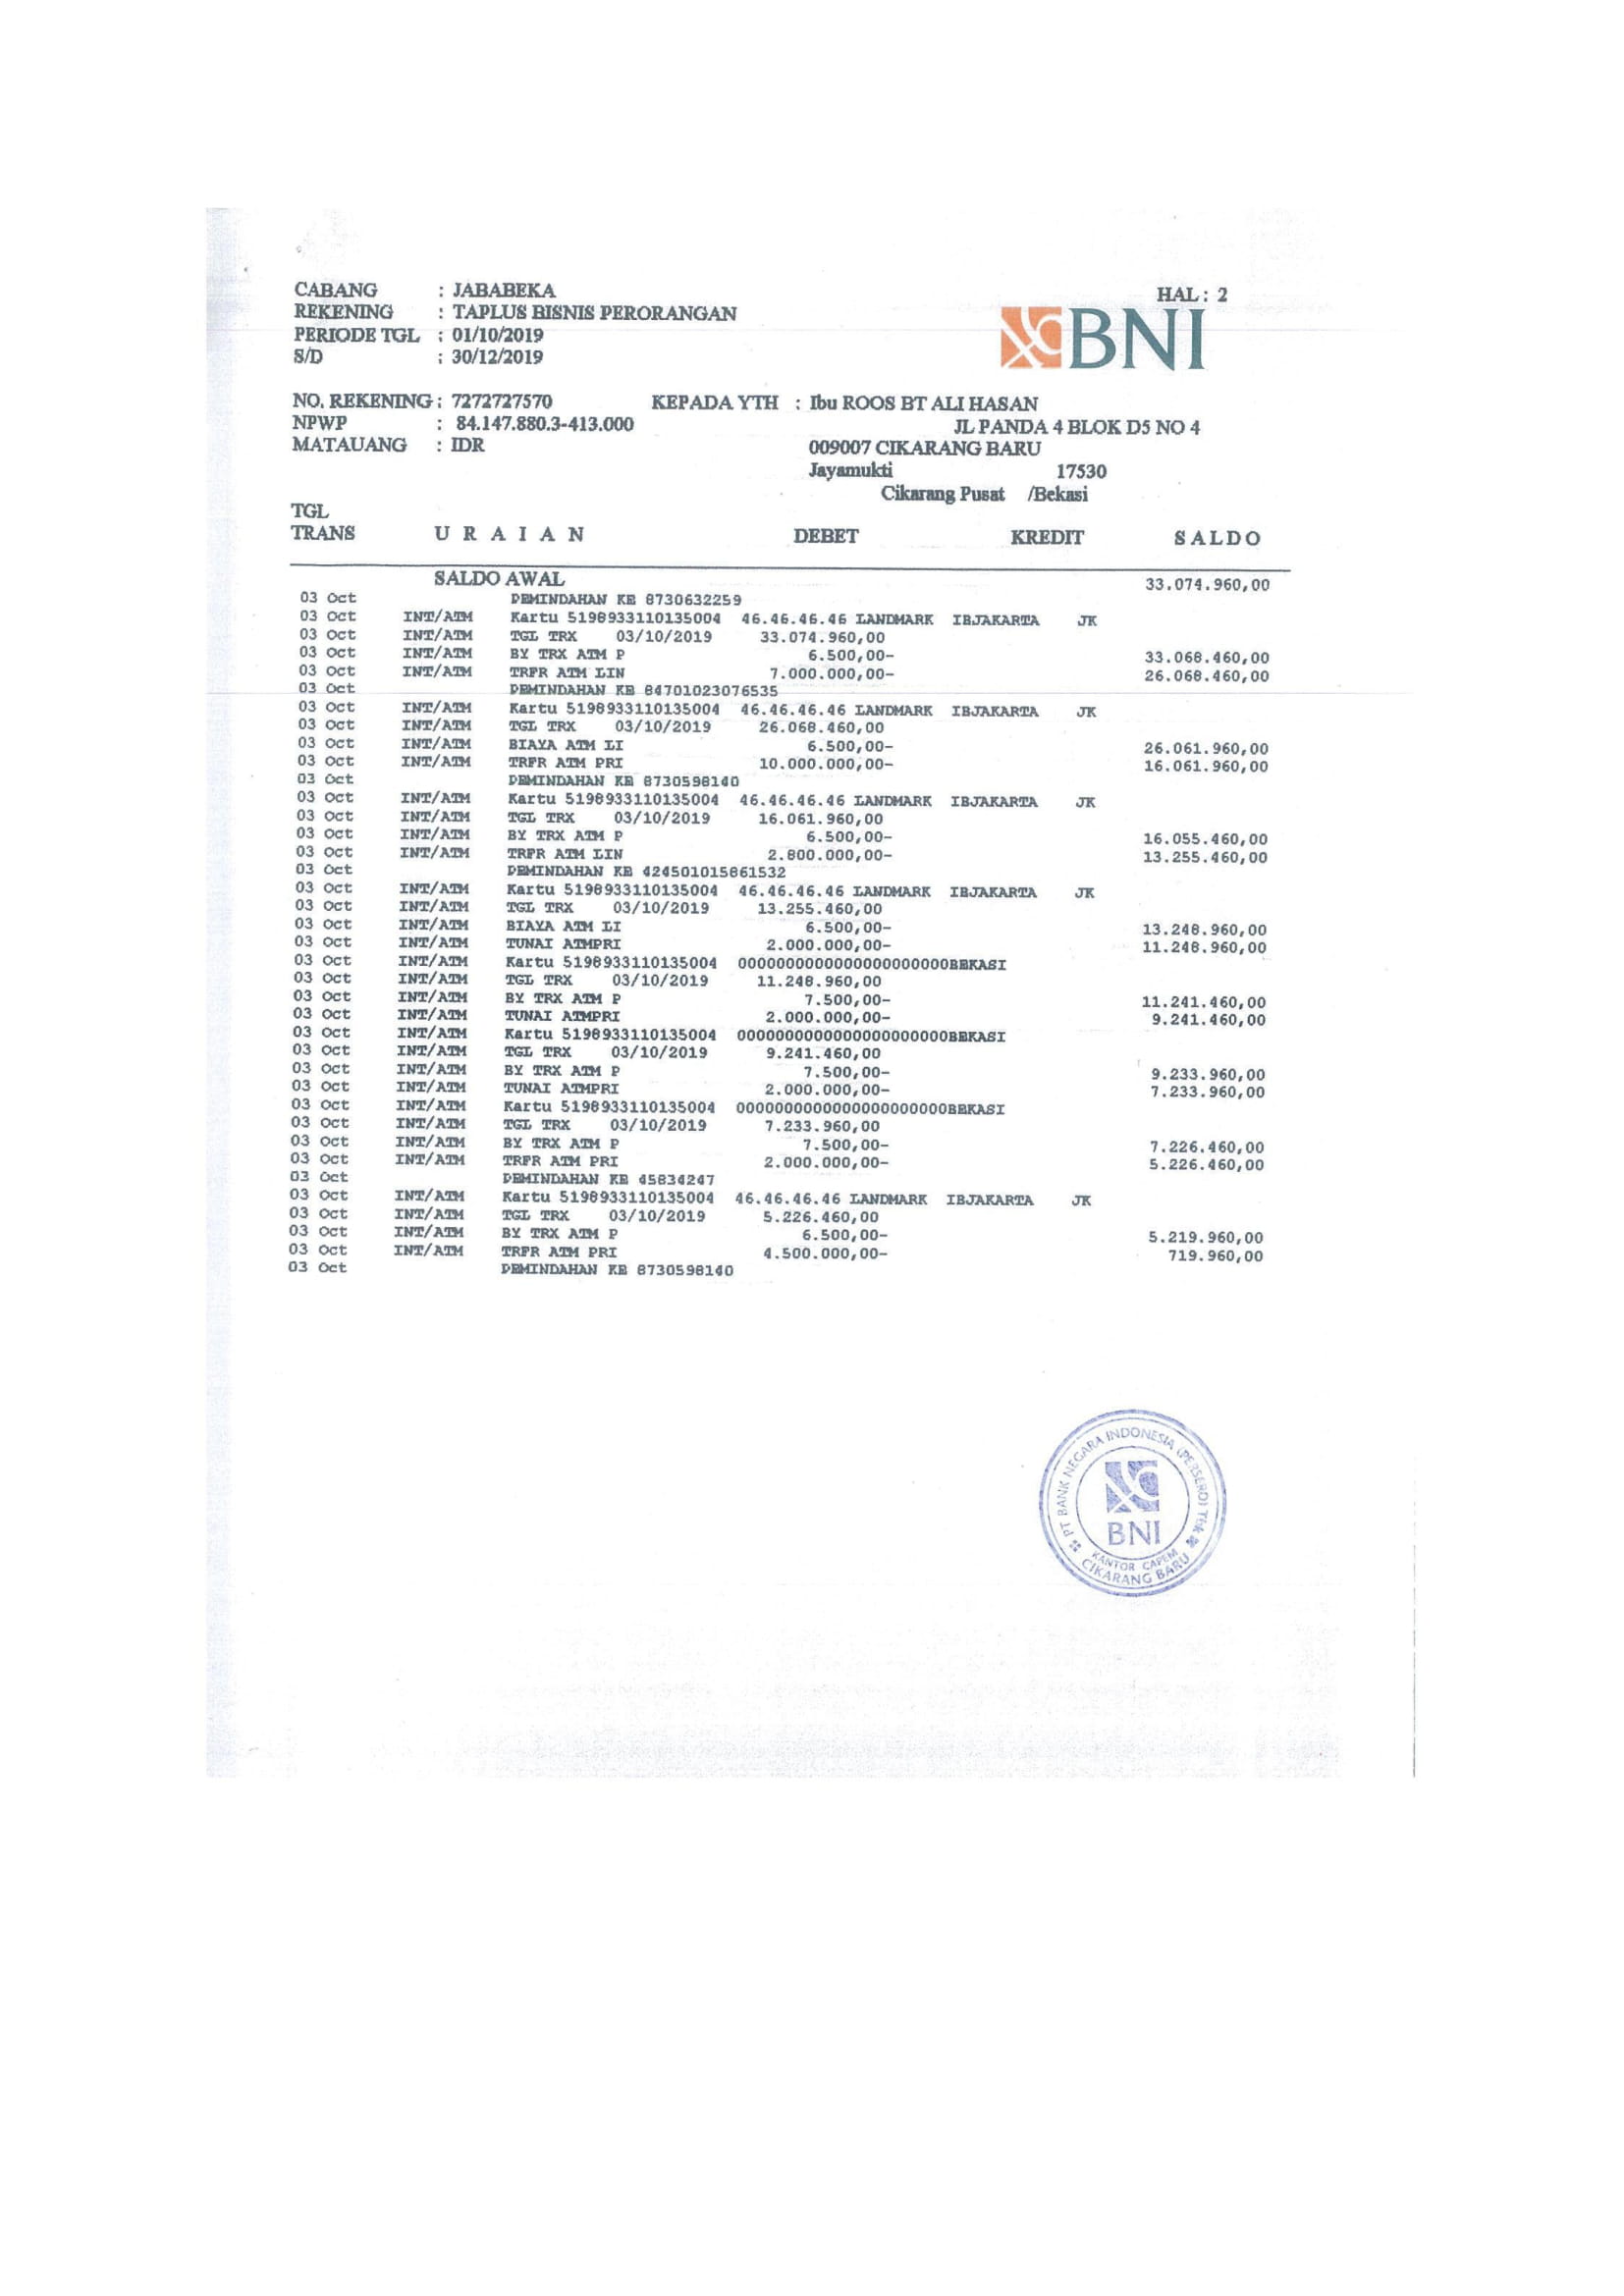 CABANG : JABABEKA HAL : 2
REKENING : TAPLUS BISNIS PERORANGAN
PERIODE TGL : 01/10/2019
S/D : 30/12/2019
BNI
NO. REKENING : 7272727570 KEPADA YTH : Ibu ROOS BT ALI HASAN
NPWP : 84.147.880.3-413.000 JL PANDA 4 BLOK D5 NO 4
MATAUANG : IDR 009007 CIKARANG BARU
Jayamukti 17530
Cikarang Pusat /Bekasi
TGL
TRANS U R A I A N DEBET KREDIT S A L D O
SALDO AWAL 33.074.960,00
03 Oct PEMINDAHAN KE 8730632259
03 Oct INT/ATM Kartu 5198933110135004 46.46.46.46 LANDMARK IBJAKARTA JK
03 Oct INT/ATM TGL TRX 03/10/2019 33.074.960,00
03 Oct INT/ATM BY TRX ATM P 6.500,00- 33.068.460,00
03 Oct INT/ATM TRFR ATM LIN 7.000.000,00- 26.068.460,00
03 Oct PEMINDAHAN KE 84701023076535
03 Oct INT/ATM Kartu 5198933110135004 46.46.46.46 LANDMARK IBJAKARTA JK
03 Oct INT/ATM TGL TRX 03/10/2019 26.068.460,00
03 Oct INT/ATM BIAYA ATM LI 6.500,00- 26.061.960,00
03 Oct INT/ATM TRFR ATM PRI 10.000.000,00- 16.061.960,00
03 Oct PEMINDAHAN KE 8730598140
03 Oct INT/ATM Kartu 5198933110135004 46.46.46.46 LANDMARK IBJAKARTA JK
03 Oct INT/ATM TGL TRX 03/10/2019 16.061.960,00
03 Oct INT/ATM BY TRX ATM P 6.500,00- 16.055.460,00
03 Oct INT/ATM TRFR ATM LIN 2.800.000,00- 13.255.460,00
03 Oct PEMINDAHAN KE 424501015861532
03 Oct INT/ATM Kartu 5198933110135004 46.46.46.46 LANDMARK IBJAKARTA JK
03 Oct INT/ATM TGL TRX 03/10/2019 13.255.460,00
03 Oct INT/ATM BIAYA ATM LI 6.500,00- 13.248.960,00
03 Oct INT/ATM TUNAI ATMPRI 2.000.000,00- 11.248.960,00
03 Oct INT/ATM Kartu 5198933110135004 0000000000000000000000BEKASI
03 Oct INT/ATM TGL TRX 03/10/2019 11.248.960,00
03 Oct INT/ATM BY TRX ATM P 7.500,00- 11.241.460,00
03 Oct INT/ATM TUNAI ATMPRI 2.000.000,00- 9.241.460,00
03 Oct INT/ATM Kartu 5198933110135004 0000000000000000000000BEKASI
03 Oct INT/ATM TGL TRX 03/10/2019 9.241.460,00
03 Oct INT/ATM BY TRX ATM P 7.500,00- 9.233.960,00
03 Oct INT/ATM TUNAI ATMPRI 2.000.000,00- 7.233.960,00
03 Oct INT/ATM Kartu 5198933110135004 0000000000000000000000BEKASI
03 Oct INT/ATM TGL TRX 03/10/2019 7.233.960,00
03 Oct INT/ATM BY TRX ATM P 7.500,00- 7.226.460,00
03 Oct INT/ATM TRFR ATM PRI 2.000.000,00- 5.226.460,00
03 Oct PEMINDAHAN KE 45834247
03 Oct INT/ATM Kartu 5198933110135004 46.46.46.46 LANDMARK IBJAKARTA JK
03 Oct INT/ATM TGL TRX 03/10/2019 5.226.460,00
03 Oct INT/ATM BY TRX ATM P 6.500,00- 5.219.960,00
03 Oct INT/ATM TRFR ATM PRI 4.500.000,00- 719.960,00
03 Oct PEMINDAHAN KE 8730598140
PT BANK NEGARA INDONESIA (PERSERO) Tbk
BNI
KANTOR CAPEM
CIKARANG BARU